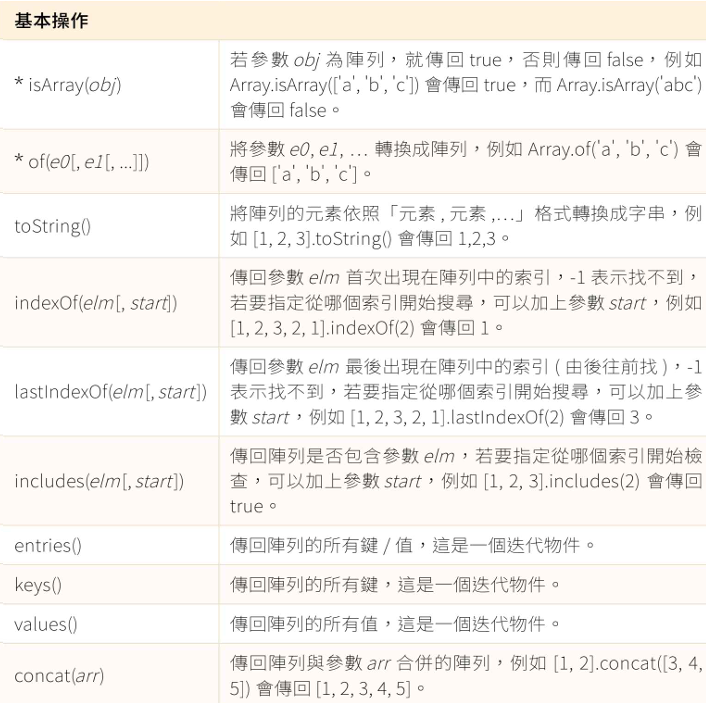 基本操作
* isArray(obj)
若參數 obj 為陣列，就傳回 true，否則傳回 false，例如
Array.isArray(['a', 'b', 'c']) 會傳回 true，而 Array.isArray('abc')
會傳回 false。
* of(e0[, e1[, ...]])
將參數 e0, e1, … 轉換成陣列，例如 Array.of('a', 'b', 'c') 會
傳回 ['a', 'b', 'c']。
toString()
將陣列的元素依照「元素 , 元素 ,…」格式轉換成字串，例
如 [1, 2, 3].toString() 會傳回 1,2,3。
indexOf(elm[, start])
傳回參數 elm 首次出現在陣列中的索引，-1 表示找不到，
若要指定從哪個索引開始搜尋，可以加上參數 start，例如
[1, 2, 3, 2, 1].indexOf(2) 會傳回 1。
lastIndexOf(elm[, start])
傳回參數 elm 最後出現在陣列中的索引 ( 由後往前找 )，-1
表示找不到，若要指定從哪個索引開始搜尋，可以加上參
數 start，例如 [1, 2, 3, 2, 1].lastIndexOf(2) 會傳回 3。
includes(elm[, start])
傳回陣列是否包含參數 elm，若要指定從哪個索引開始檢
查，可以加上參數 start，例如 [1, 2, 3].includes(2) 會傳回
true。
entries()
傳回陣列的所有鍵 / 值，這是一個迭代物件。
keys()
傳回陣列的所有鍵，這是一個迭代物件。
values()
傳回陣列的所有值，這是一個迭代物件。
concat(arr)
傳回陣列與參數 arr 合併的陣列，例如 [1, 2].concat([3, 4,
5]) 會傳回 [1, 2, 3, 4, 5]。